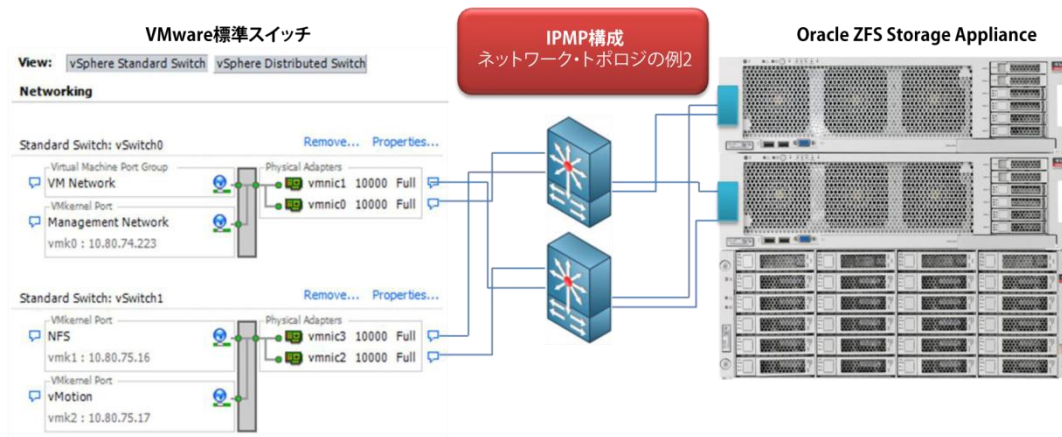 VMware標準スイッチ
IPMP構成
ネットワーク・トポロジの例2
Oracle ZFS Storage Appliance
View: vSphere Standard Switch vSphere Distributed Switch
Networking
Standard Switch: vSwitch0 Remove... Properties...
Virtual Machine Port Group
VM Network
Physical Adapters
vmnic1 10000 Full
vmnic0 10000 Full
VMkernel Port
Management Network
vmk0 : 10.80.74.223
Standard Switch: vSwitch1 Remove... Properties...
VMkernel Port
NFS
vmk1 : 10.80.75.16
Physical Adapters
vmnic3 10000 Full
vmnic2 10000 Full
VMkernel Port
vMotion
vmk2 : 10.80.75.17